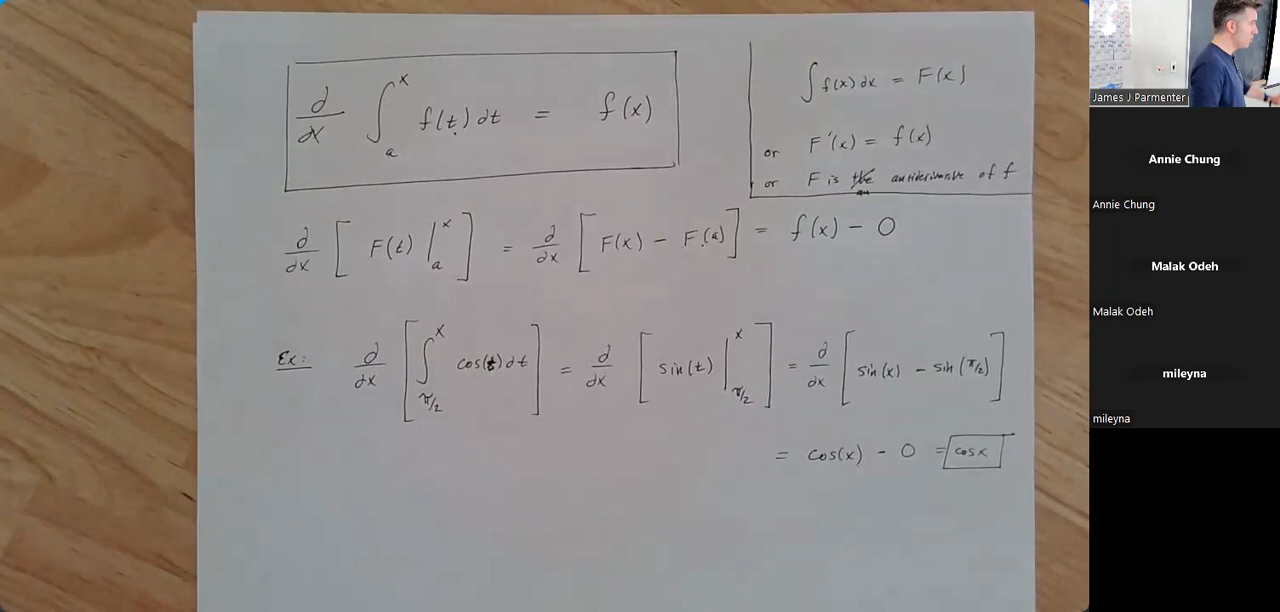 d/dx ∫_a^x f(t) dt = f(x)
∫ f(x) dx = F(x)
or F'(x) = f(x)
or F is the antiderivative of f
an
d/dx [ F(t) |_a^x ] = d/dx [ F(x) - F(a) ] = f(x) - 0
Ex: d/dx [ ∫_{π/2}^x cos(t) dt ] = d/dx [ sin(t) |_{π/2}^x ] = d/dx [ sin(x) - sin(π/2) ]
= cos(x) - 0 = cos x
James J Parmenter
Annie Chung
Annie Chung
Malak Odeh
Malak Odeh
mileyna
mileyna